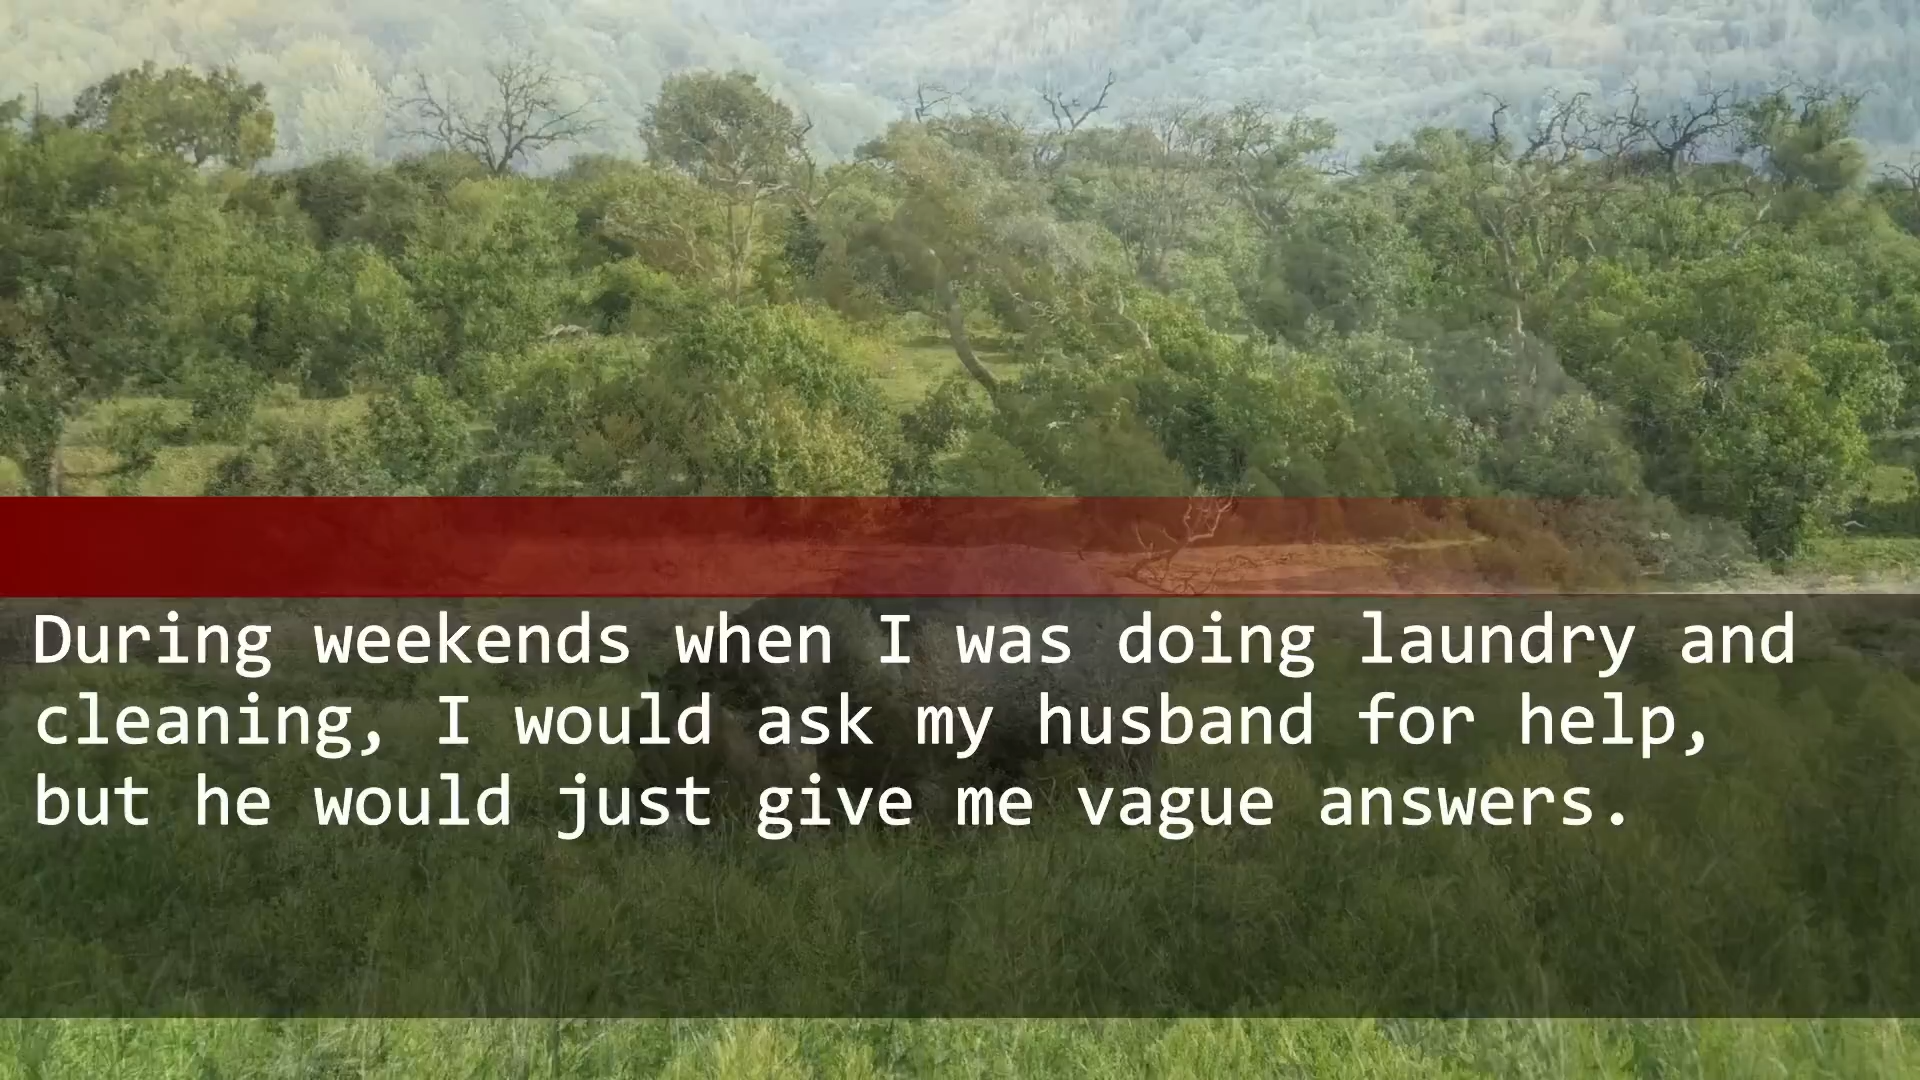 During weekends when I was doing laundry and
cleaning, I would ask my husband for help,
but he would just give me vague answers.